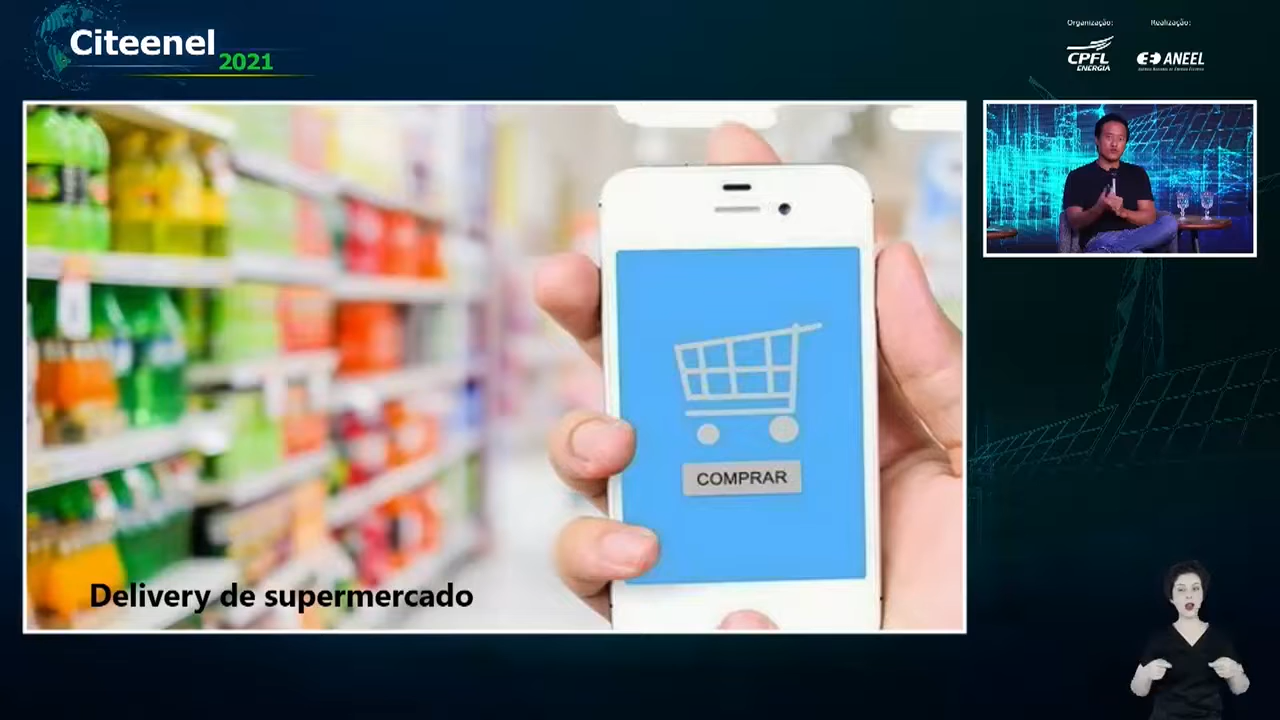 Citeenel
2021
Organização:
Realização:
CPFL
ENERGIA
ANEEL
COMPRAR
Delivery de supermercado